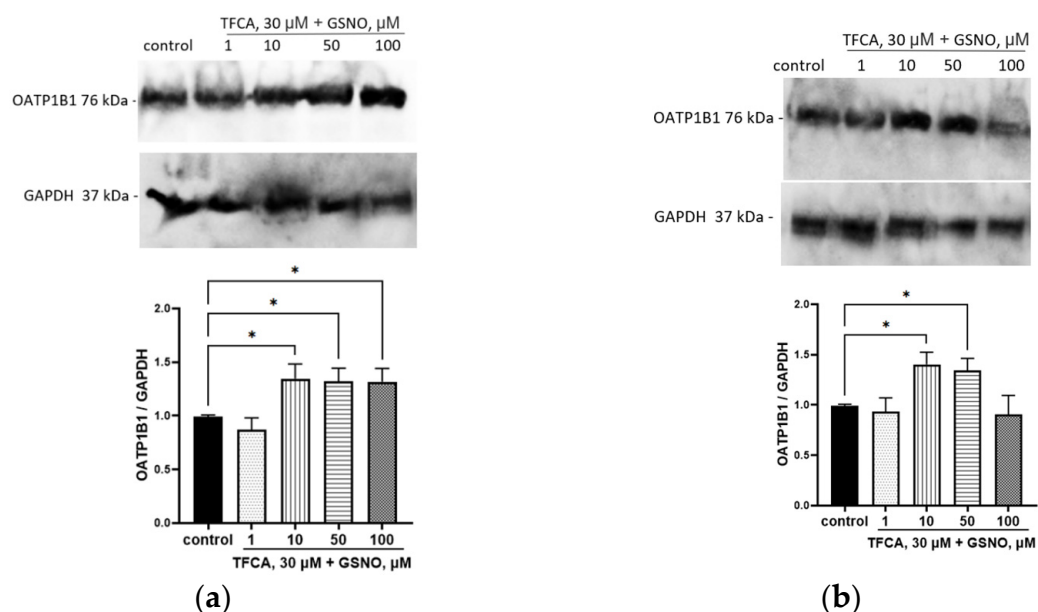 TFCA, 30 µM + GSNO, µM
control 1 10 50 100
OATP1B1 76 kDa -
GAPDH 37 kDa -
* 
*
*
2.0
1.5
1.0
0.5
0.0
OATP1B1 / GAPDH
control 1 10 50 100
TFCA, 30 µM + GSNO, µM
(a)
TFCA, 30 µM + GSNO, µM
control 1 10 50 100
OATP1B1 76 kDa -
GAPDH 37 kDa -
*
*
2.0
1.5
1.0
0.5
0.0
OATP1B1 / GAPDH
control 1 10 50 100
TFCA, 30 µM + GSNO, µM
(b)